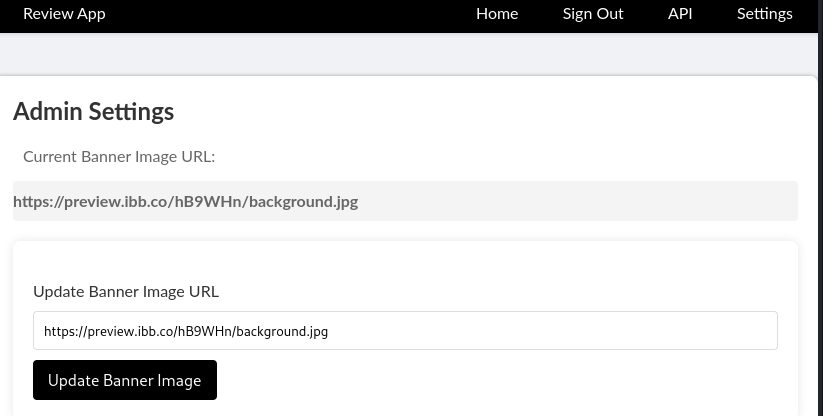 Review App Home Sign Out API Settings
Admin Settings
Current Banner Image URL:
https://preview.ibb.co/hB9WHn/background.jpg
Update Banner Image URL
https://preview.ibb.co/hB9WHn/background.jpg
Update Banner Image